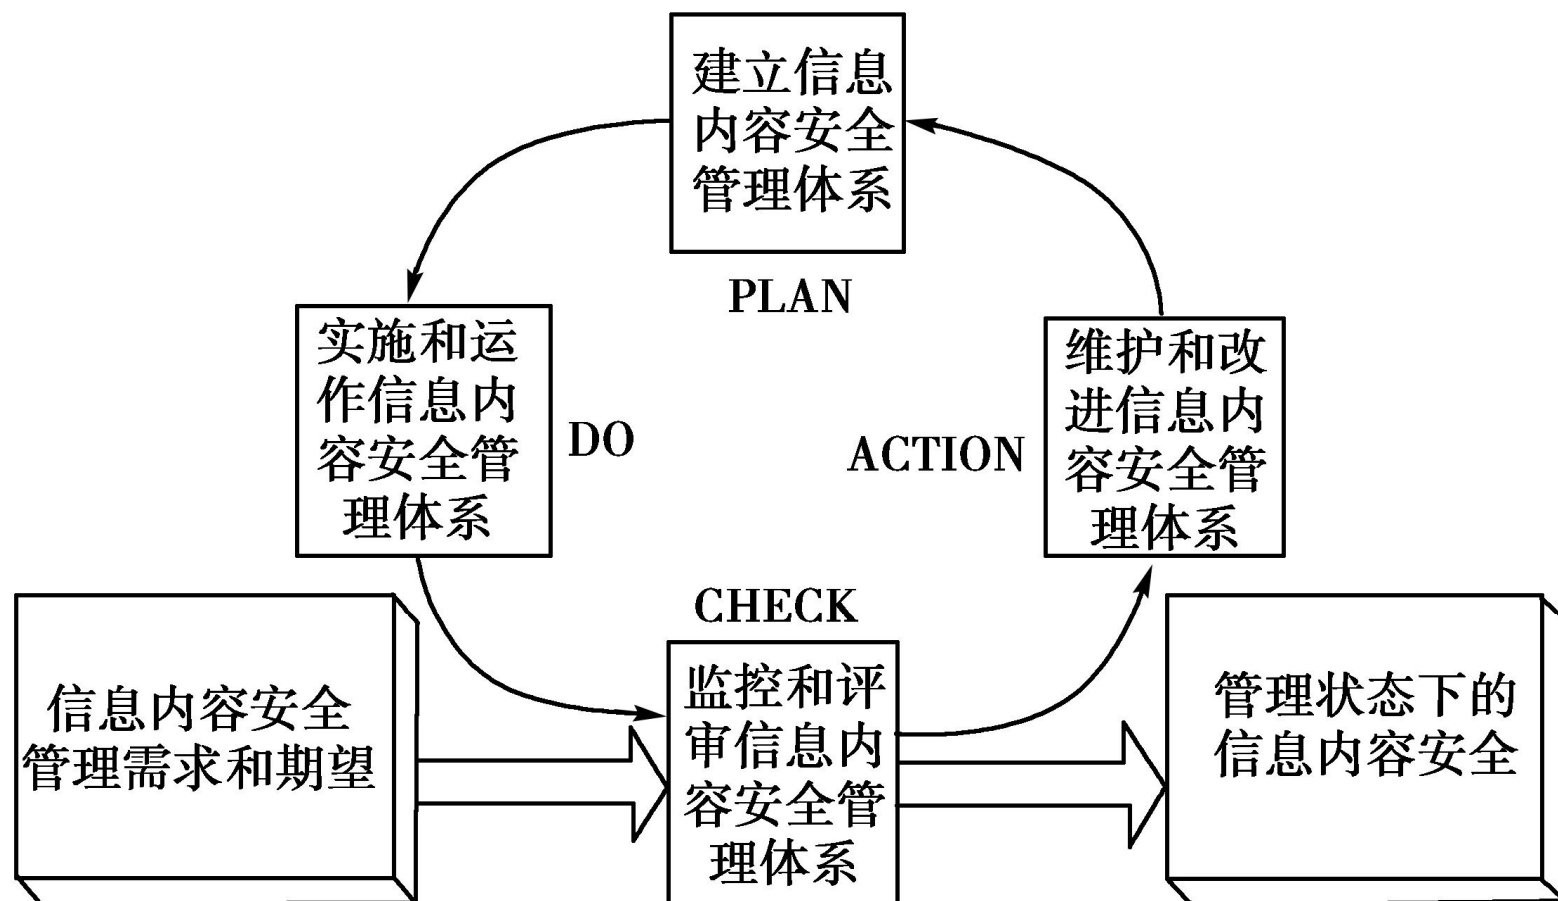 建立信息
内容安全
管理体系
PLAN
实施和运
作信息内
容安全管
理体系
DO
ACTION
维护和改
进信息内
容安全管
理体系
CHECK
监控和评
审信息内
容安全管
理体系
信息内容安全
管理需求和期望
管理状态下的
信息内容安全